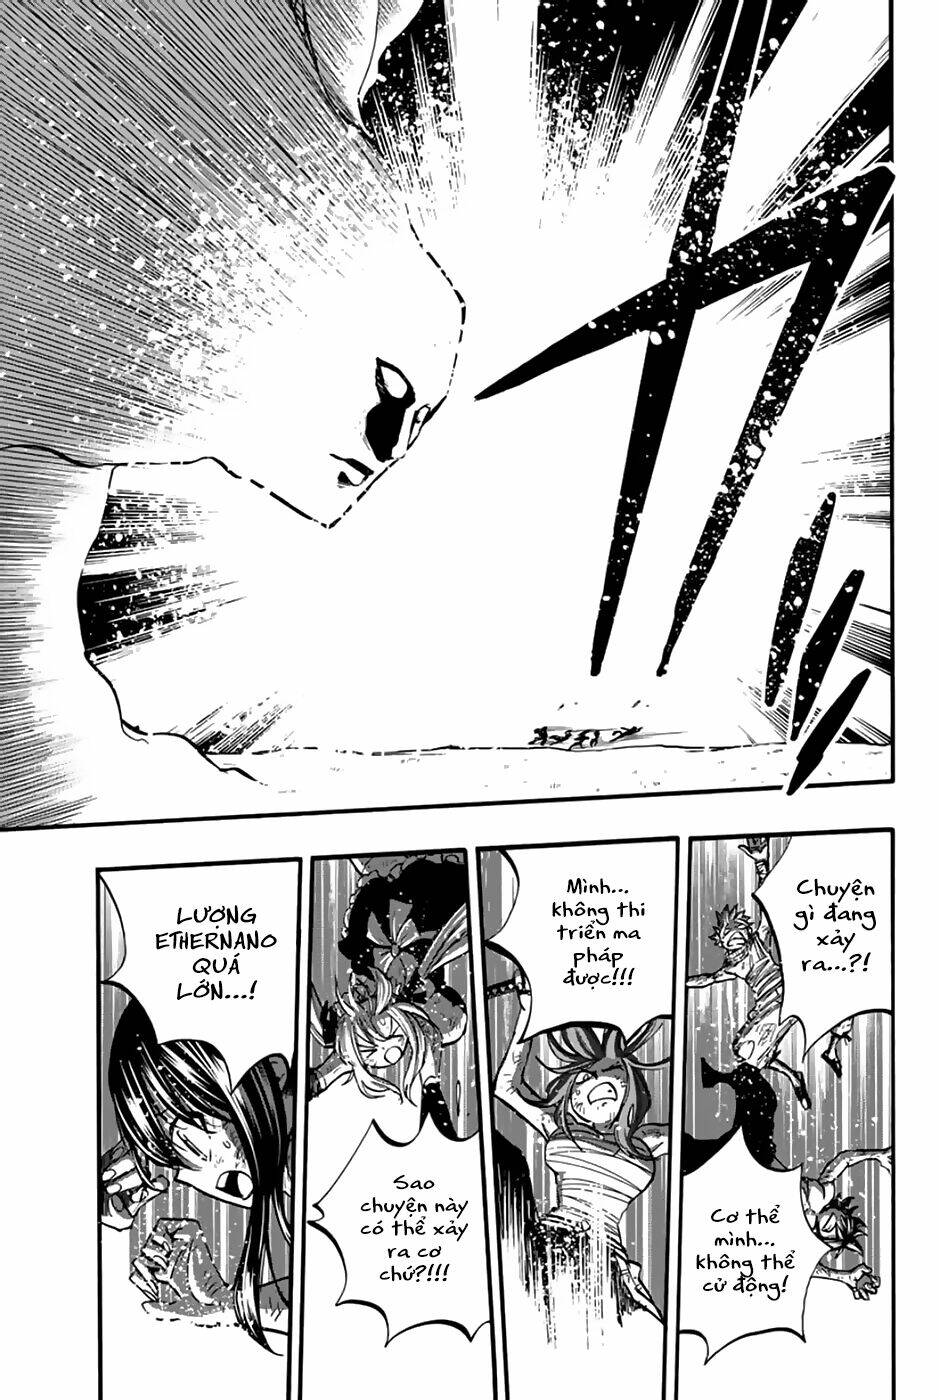 Chuyện
gì đang
xảy
ra...?!
Cơ thể
mình...
không thể
cử động!
Mình...
không thi
triển ma
pháp
được!!!
Sao
chuyện này
có thể xảy
ra cơ
chứ?!!!
LƯỢNG
ETHERNANO
QUÁ
LỚN...!